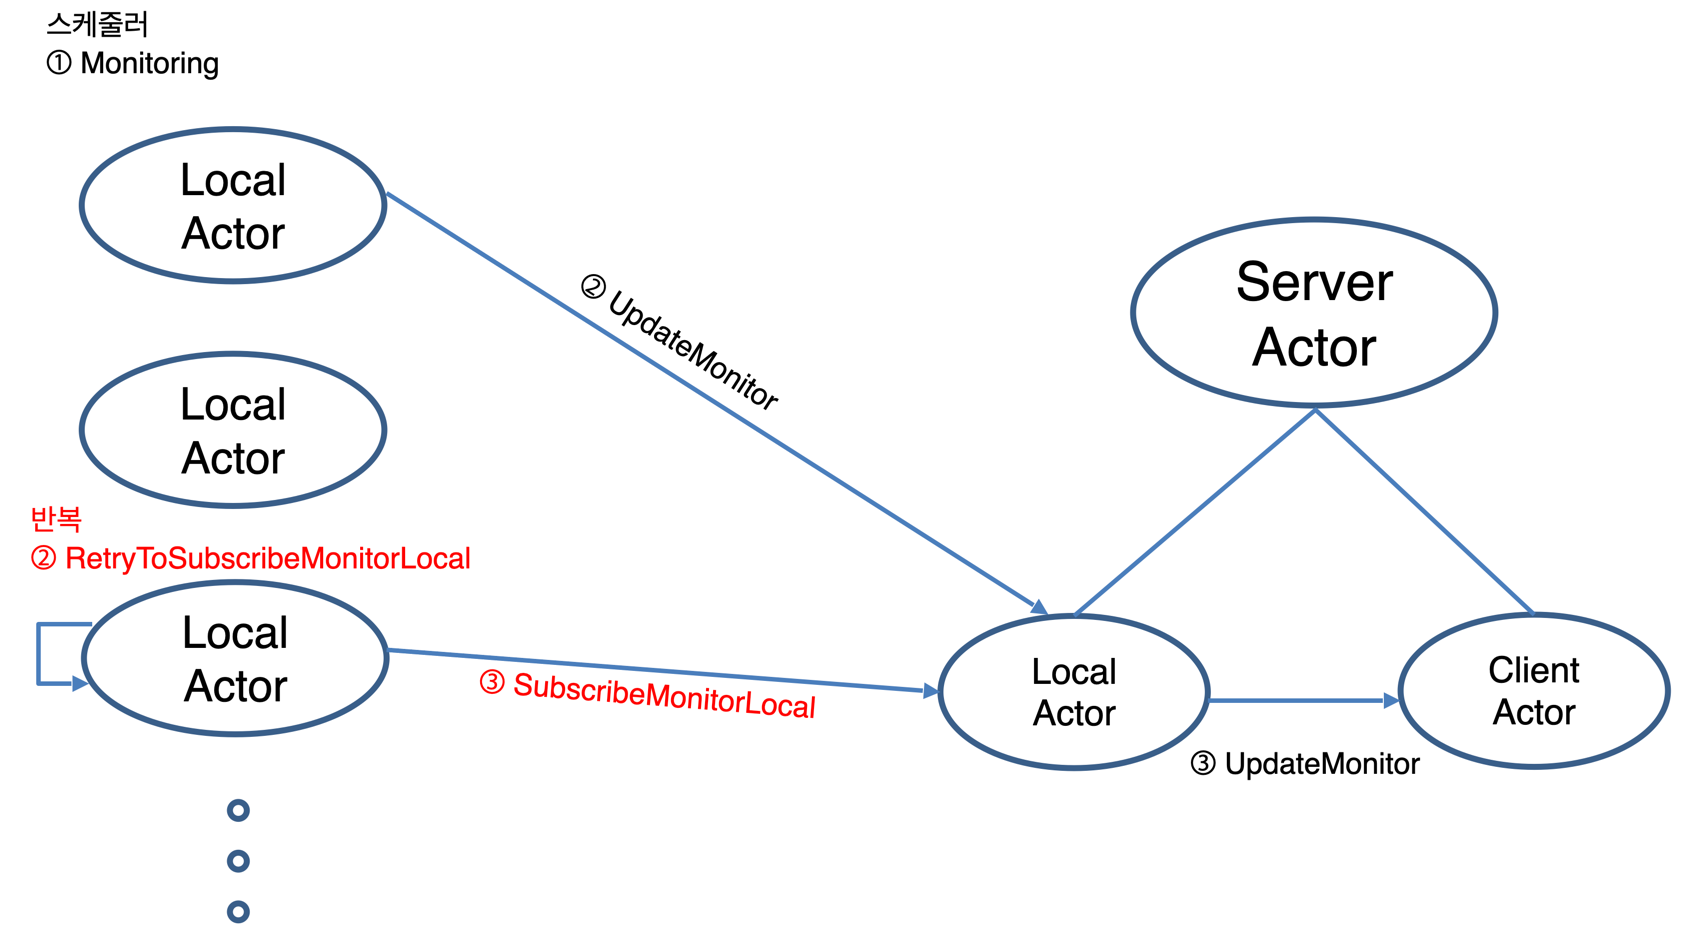 스케줄러
① Monitoring
Local
Actor
② UpdateMonitor
Server
Actor
Local
Actor
반복
② RetryToSubscribeMonitorLocal
Local
Actor
③ SubscribeMonitorLocal
Local
Actor
Client
Actor
③ UpdateMonitor